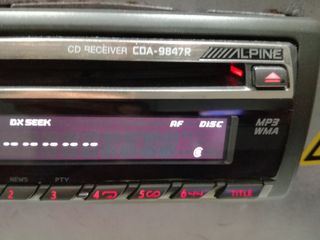 CD RECEIVER CDA-9847R ALPINE
DX SEEK RF DISC
MP3
WMA
NEWS PTY
2 3 4 5 6 TITLE